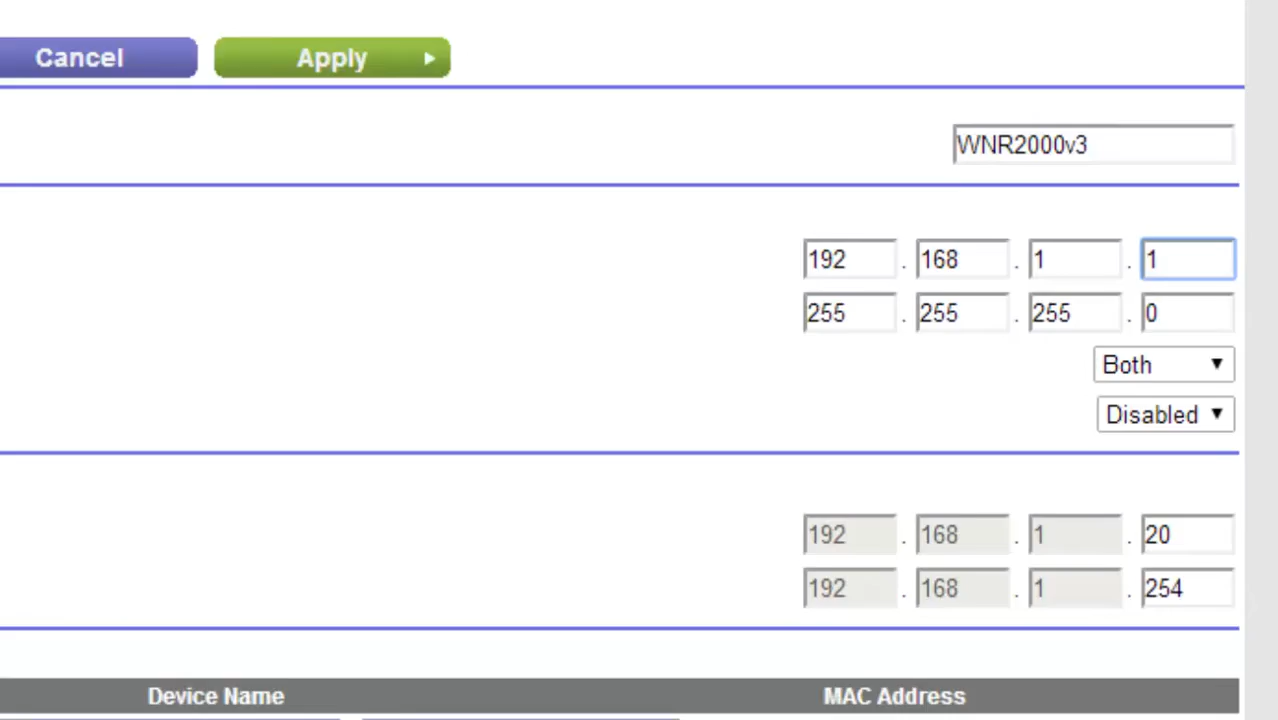 Cancel Apply
WNR2000v3
192 . 168 . 1 . 1
255 . 255 . 255 . 0
Both
Disabled
192 . 168 . 1 . 20
192 . 168 . 1 . 254
Device Name MAC Address